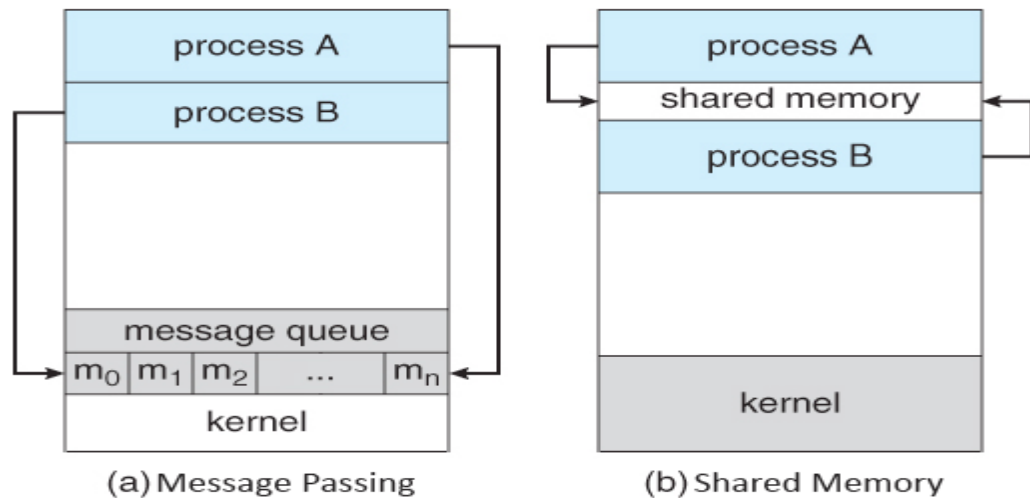 process A
process B
message queue
m₀ m₁ m₂ ... mₙ
kernel
(a) Message Passing
process A
shared memory
process B
kernel
(b) Shared Memory